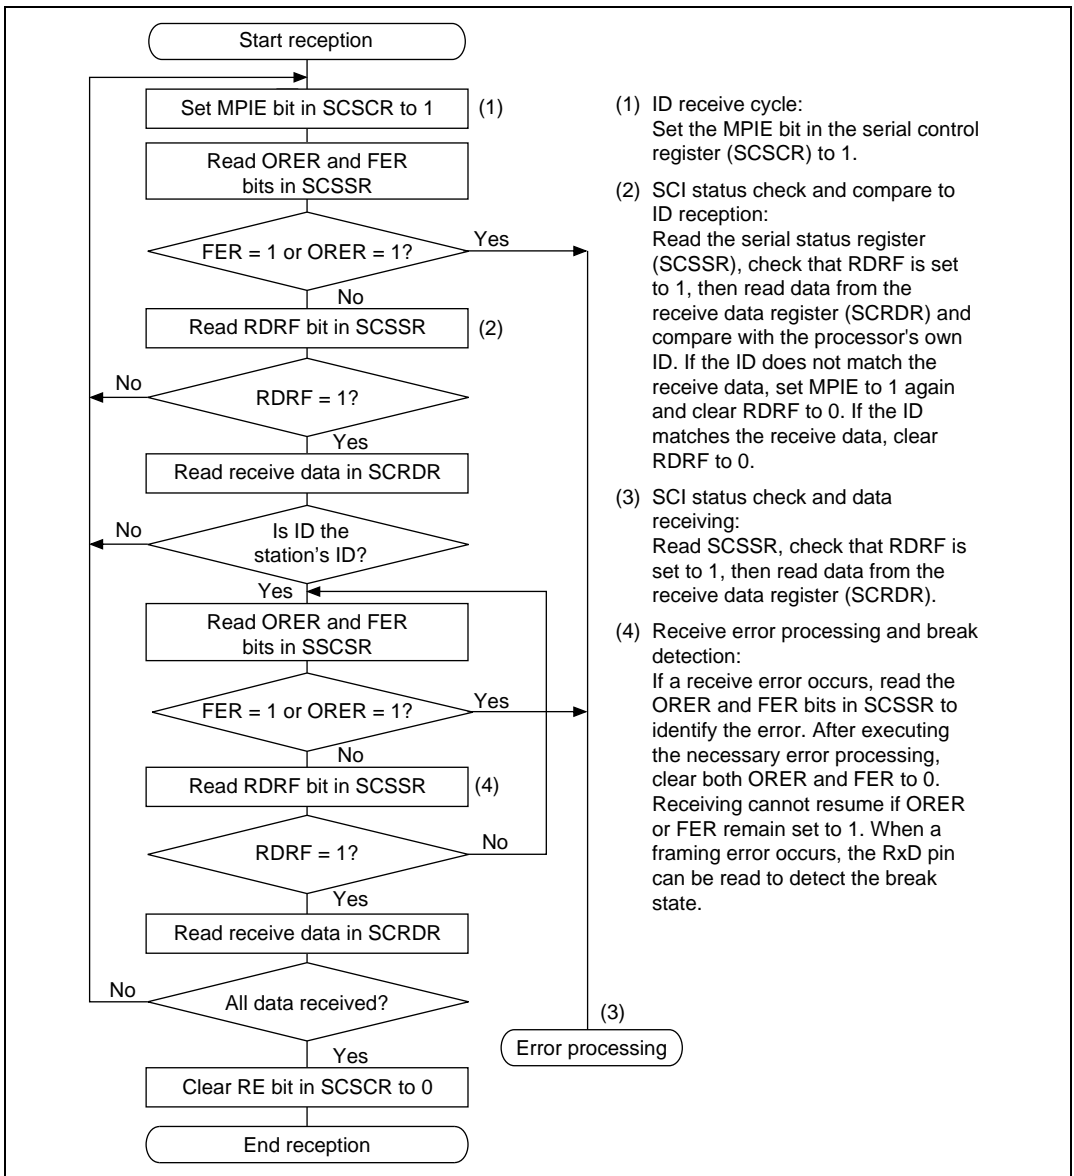 Start reception
Set MPIE bit in SCSCR to 1
(1)
Read ORER and FER
bits in SCSSR
FER = 1 or ORER = 1?
Yes
No
Read RDRF bit in SCSSR
(2)
No
RDRF = 1?
Yes
Read receive data in SCRDR
No
Is ID the
station's ID?
Yes
Read ORER and FER
bits in SSCSR
FER = 1 or ORER = 1?
Yes
No
Read RDRF bit in SCSSR
(4)
RDRF = 1?
No
Yes
Read receive data in SCRDR
No
All data received?
Yes
Clear RE bit in SCSCR to 0
End reception
(3)
Error processing
(1) ID receive cycle:
Set the MPIE bit in the serial control
register (SCSCR) to 1.
(2) SCI status check and compare to
ID reception:
Read the serial status register
(SCSSR), check that RDRF is set
to 1, then read data from the
receive data register (SCRDR) and
compare with the processor's own
ID. If the ID does not match the
receive data, set MPIE to 1 again
and clear RDRF to 0. If the ID
matches the receive data, clear
RDRF to 0.
(3) SCI status check and data
receiving:
Read SCSSR, check that RDRF is
set to 1, then read data from the
receive data register (SCRDR).
(4) Receive error processing and break
detection:
If a receive error occurs, read the
ORER and FER bits in SCSSR to
identify the error. After executing
the necessary error processing,
clear both ORER and FER to 0.
Receiving cannot resume if ORER
or FER remain set to 1. When a
framing error occurs, the RxD pin
can be read to detect the break
state.